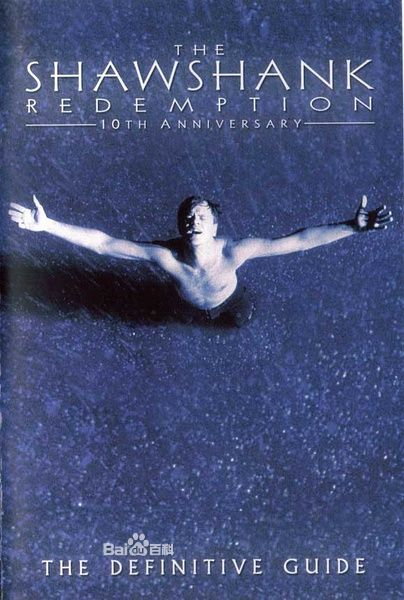 THE
SHAWSHANK
REDEMPTION
10TH ANNIVERSARY
Baidu百科
THE DEFINITIVE GUIDE